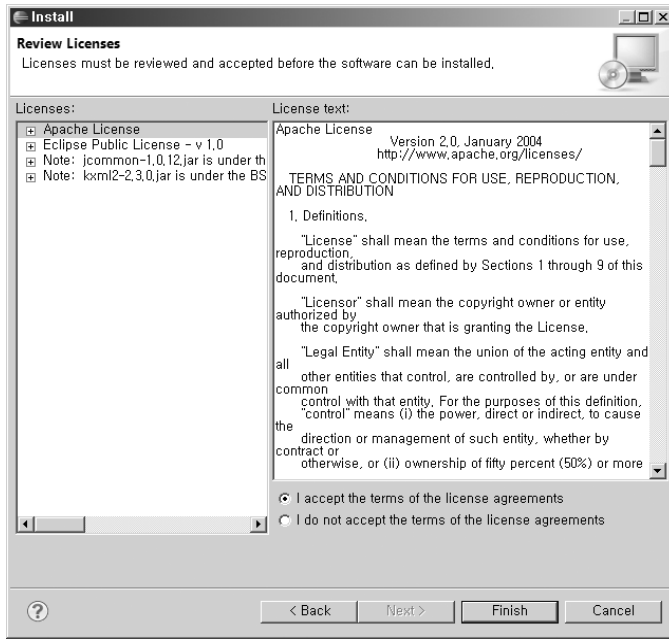 Install
Review Licenses
Licenses must be reviewed and accepted before the software can be installed.
Licenses:
Apache License
Eclipse Public License - v 1.0
Note: jcommon-1.0.12.jar is under th
Note: kxml2-2.3.0.jar is under the BS
License text:
Apache License
Version 2.0, January 2004
http://www.apache.org/licenses/
TERMS AND CONDITIONS FOR USE, REPRODUCTION,
AND DISTRIBUTION
1. Definitions.
"License" shall mean the terms and conditions for use,
reproduction,
and distribution as defined by Sections 1 through 9 of this
document.
"Licensor" shall mean the copyright owner or entity
authorized by
the copyright owner that is granting the License.
"Legal Entity" shall mean the union of the acting entity and
all
other entities that control, are controlled by, or are under
common
control with that entity. For the purposes of this definition,
"control" means (i) the power, direct or indirect, to cause
the
direction or management of such entity, whether by
contract or
otherwise, or (ii) ownership of fifty percent (50%) or more
I accept the terms of the license agreements
I do not accept the terms of the license agreements
< Back
Next >
Finish
Cancel